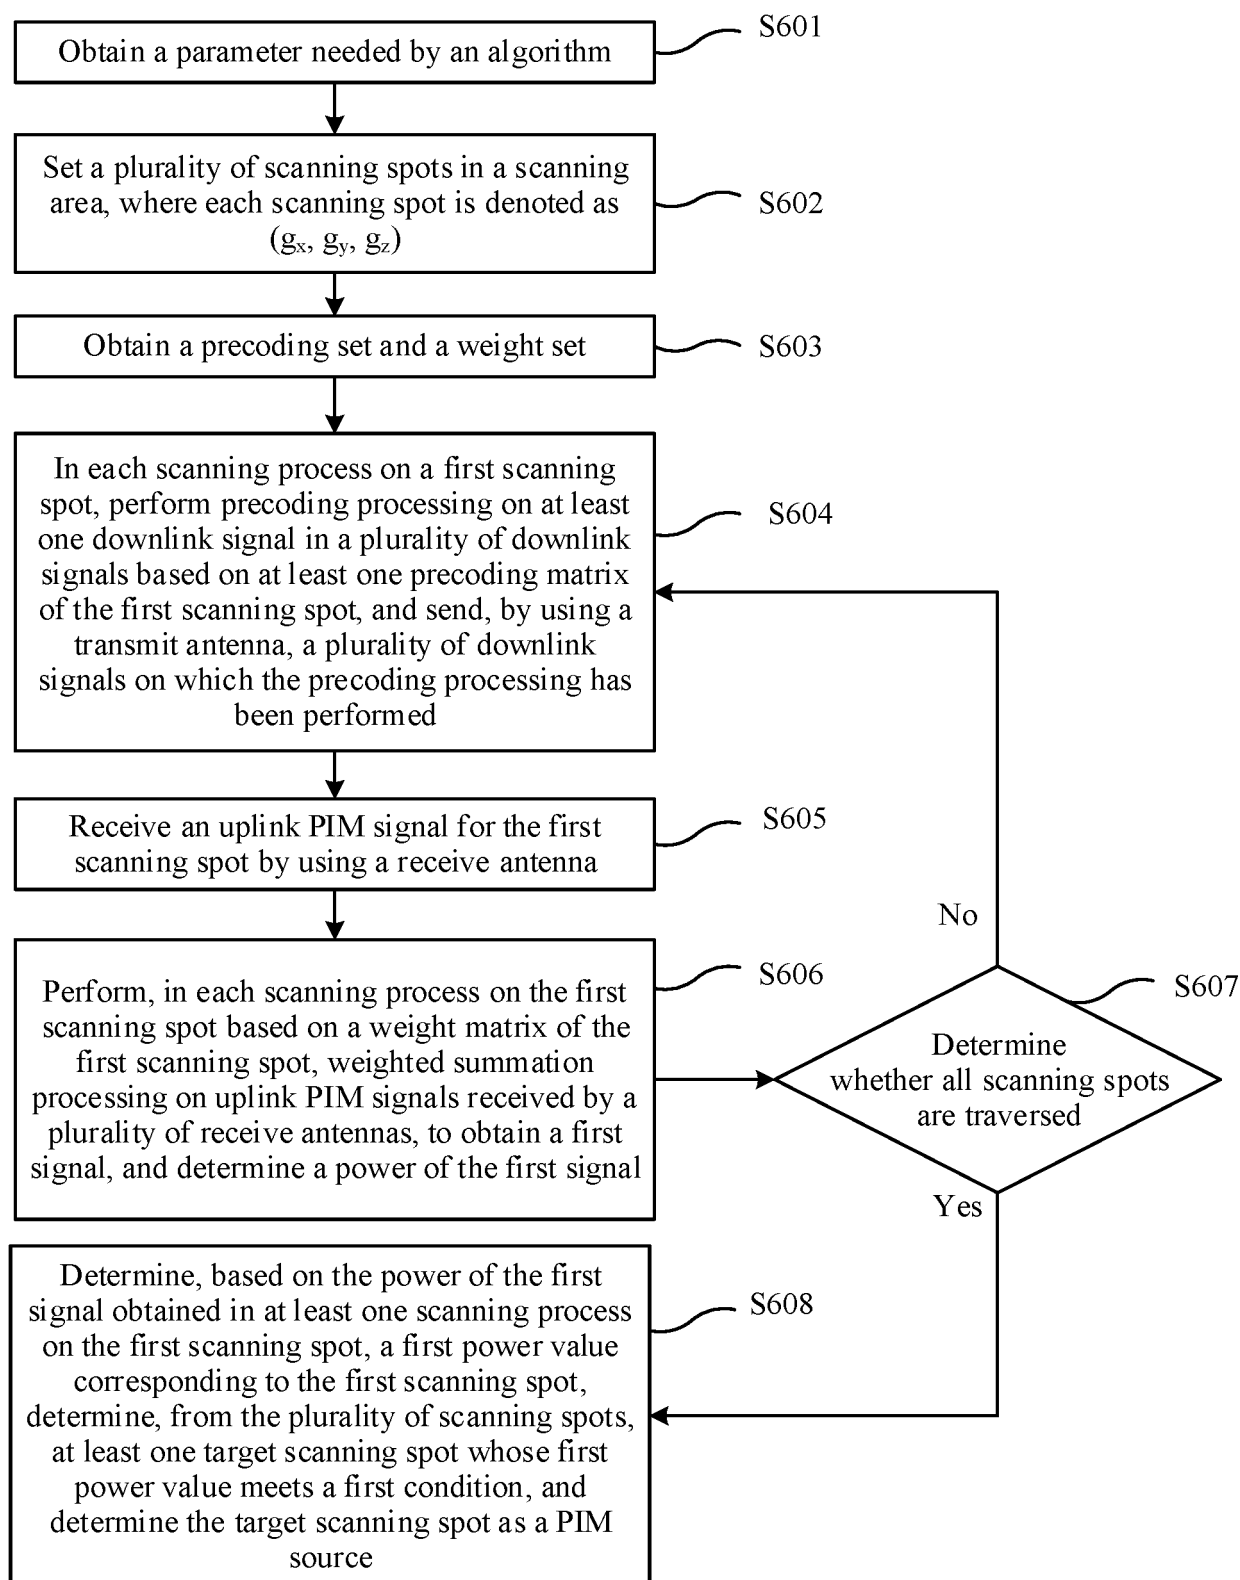 Obtain a parameter needed by an algorithm
S601
Set a plurality of scanning spots in a scanning
area, where each scanning spot is denoted as
(gx, gy, gz)
S602
Obtain a precoding set and a weight set
S603
In each scanning process on a first scanning
spot, perform precoding processing on at least
one downlink signal in a plurality of downlink
signals based on at least one precoding matrix
of the first scanning spot, and send, by using a
transmit antenna, a plurality of downlink
signals on which the precoding processing has
been performed
S604
Receive an uplink PIM signal for the first
scanning spot by using a receive antenna
S605
Perform, in each scanning process on the first
scanning spot based on a weight matrix of the
first scanning spot, weighted summation
processing on uplink PIM signals received by a
plurality of receive antennas, to obtain a first
signal, and determine a power of the first signal
S606
No
S607
Determine
whether all scanning spots
are traversed
Yes
Determine, based on the power of the first
signal obtained in at least one scanning process
on the first scanning spot, a first power value
corresponding to the first scanning spot,
determine, from the plurality of scanning spots,
at least one target scanning spot whose first
power value meets a first condition, and
determine the target scanning spot as a PIM
source
S608